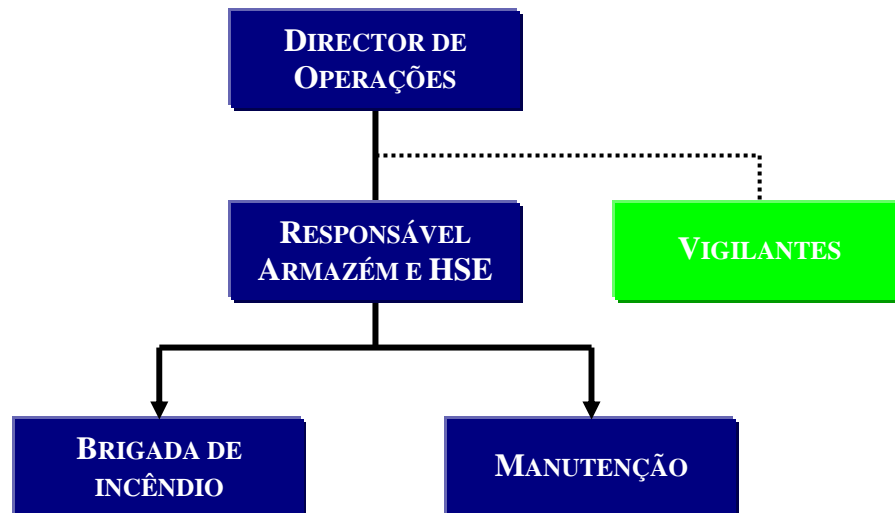 DIRECTOR DE
OPERAÇÕES
RESPONSÁVEL
ARMAZÉM E HSE
VIGILANTES
BRIGADA DE
INCÊNDIO
MANUTENÇÃO